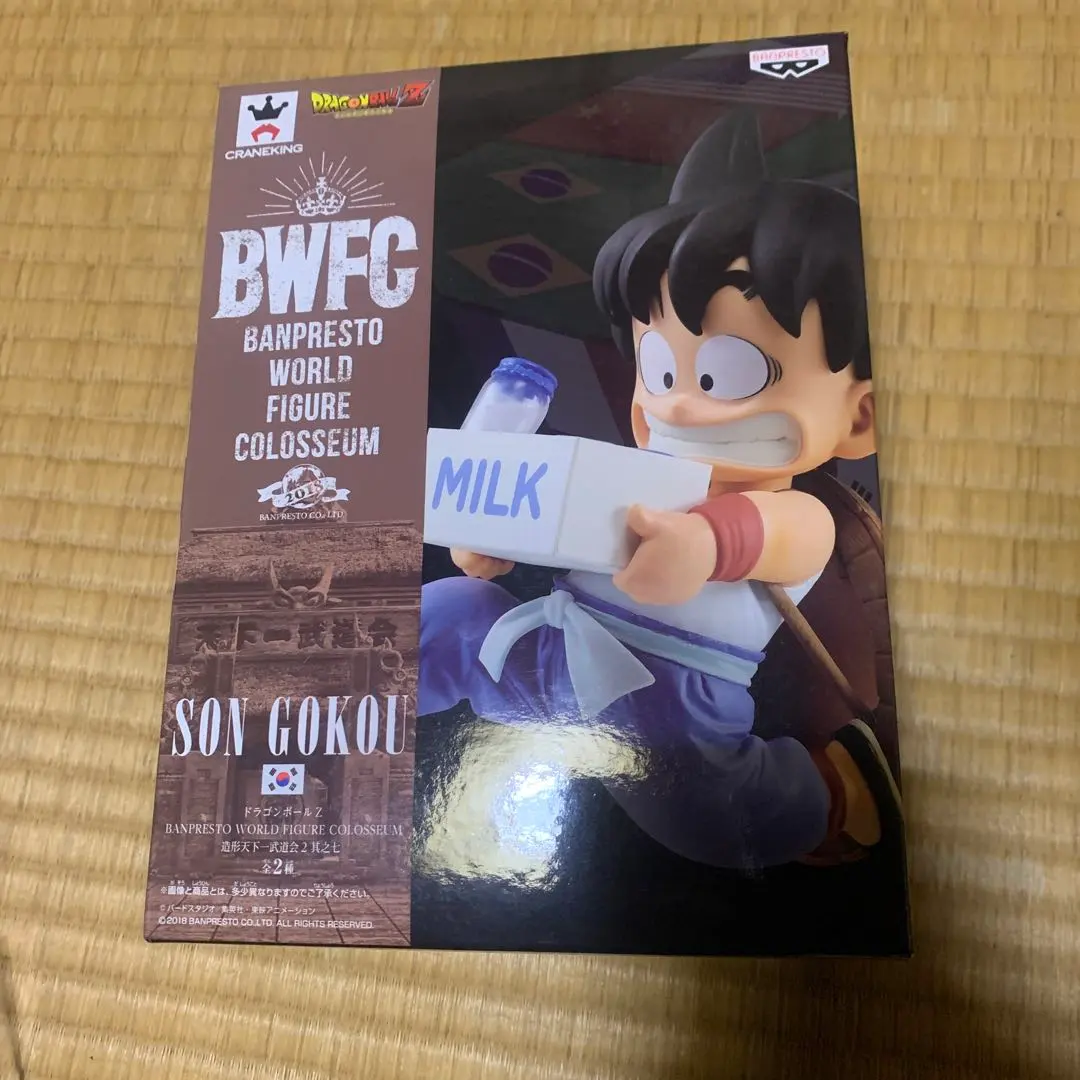 CRANEKING
DRAGONBALL Z
BANPRESTO
BWFC
BANPRESTO
WORLD
FIGURE
COLOSSEUM
2018
BANPRESTO CO., LTD.
MILK
天下一武道会
SON GOKOU
ドラゴンボールZ
BANPRESTO WORLD FIGURE COLOSSEUM
造形天下一武道会2 其之七
全2種
※画像と商品とは、多少異なりますのでご了承ください。
©バードスタジオ/集英社・東映アニメーション
©2018 BANPRESTO CO.,LTD. ALL RIGHTS RESERVED.